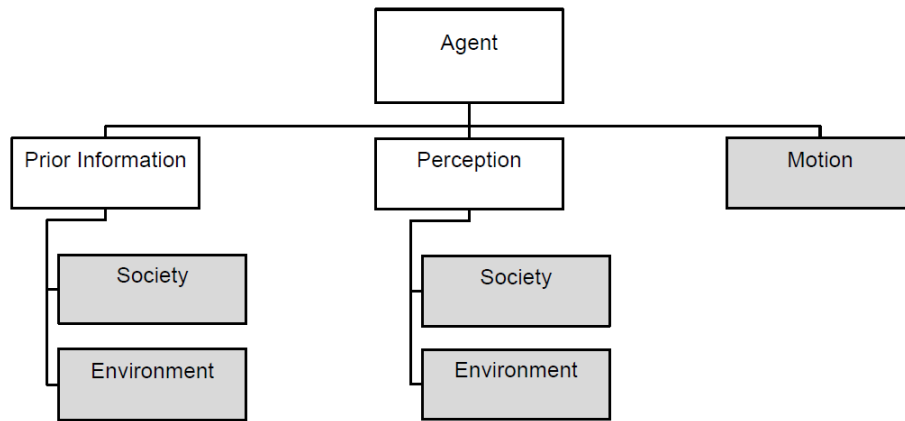 Agent
Prior Information
Perception
Motion
Society
Society
Environment
Environment